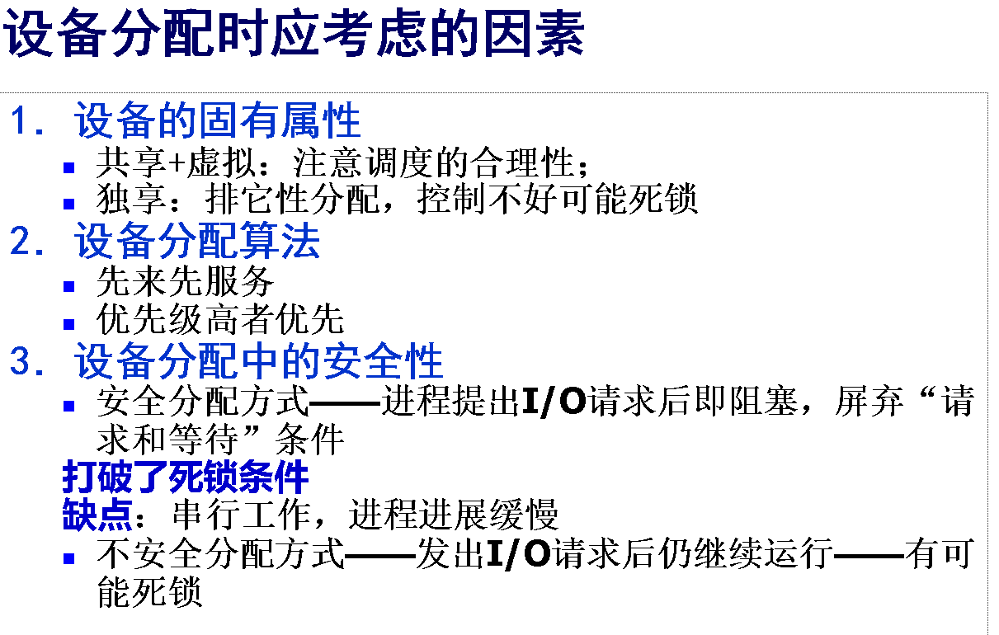 设备分配时应考虑的因素
1. 设备的固有属性
共享+虚拟：注意调度的合理性；
独享：排它性分配，控制不好可能死锁
2. 设备分配算法
先来先服务
优先级高者优先
3. 设备分配中的安全性
安全分配方式——进程提出I/O请求后即阻塞，屏弃“请
求和等待”条件
打破了死锁条件
缺点：串行工作，进程进展缓慢
不安全分配方式——发出I/O请求后仍继续运行——有可
能死锁